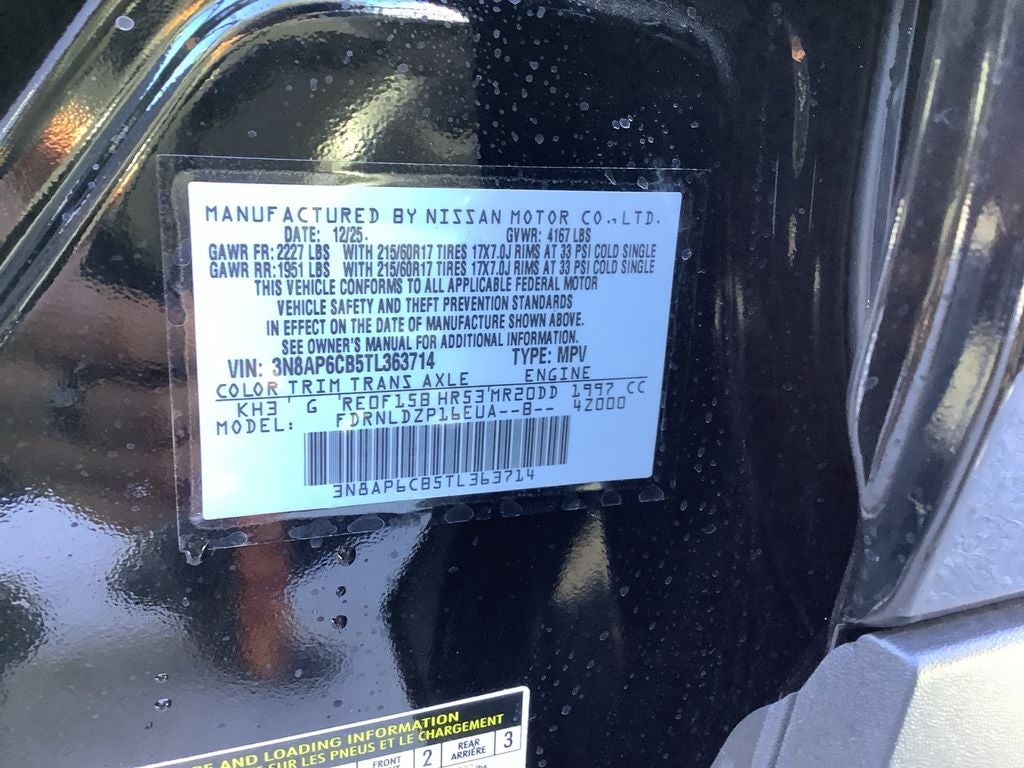 MANUFACTURED BY NISSAN MOTOR CO., LTD.
DATE: 12/25. GVWR: 4167 LBS
GAWR FR: 2227 LBS WITH 215/60R17 TIRES 17X7.0J RIMS AT 33 PSI COLD SINGLE
GAWR RR: 1951 LBS WITH 215/60R17 TIRES 17X7.0J RIMS AT 33 PSI COLD SINGLE
THIS VEHICLE CONFORMS TO ALL APPLICABLE FEDERAL MOTOR
VEHICLE SAFETY AND THEFT PREVENTION STANDARDS
IN EFFECT ON THE DATE OF MANUFACTURE SHOWN ABOVE.
SEE OWNER'S MANUAL FOR ADDITIONAL INFORMATION.
VIN: 3N8AP6CB5TL363714 TYPE: MPV
COLOR TRIM TRANS AXLE ENGINE
KH3 ' G ' RE0F15B HR53'MR20DD 1997 CC
MODEL: FDRNLDZP16EUA--B-- 4Z000
3N8AP6CB5TL363714
AND LOADING INFORMATION
SUR LES PNEUS ET LE CHARGEMENT
FRONT 2 REAR 3
ARRIÈRE